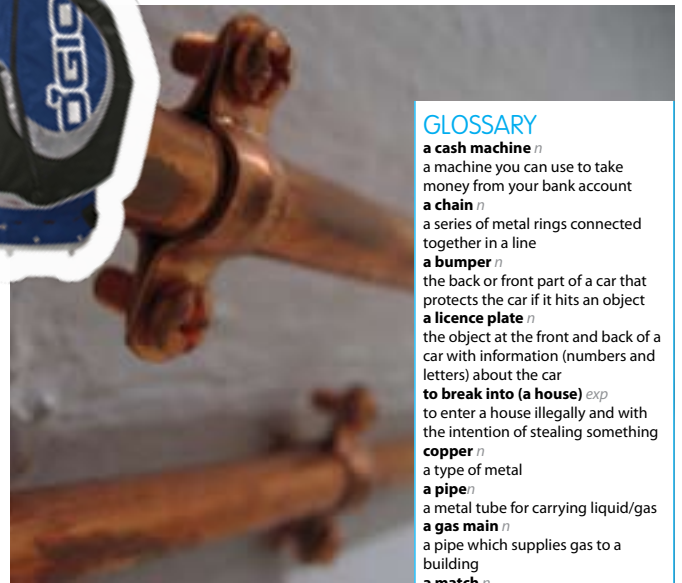 OGIO
GLOSSARY
a cash machine n
a machine you can use to take
money from your bank account
a chain n
a series of metal rings connected
together in a line
a bumper n
the back or front part of a car that
protects the car if it hits an object
a licence plate n
the object at the front and back of a
car with information (numbers and
letters) about the car
to break into (a house) exp
to enter a house illegally and with
the intention of stealing something
copper n
a type of metal
a pipen
a metal tube for carrying liquid/gas
a gas main n
a pipe which supplies gas to a
building
a match n